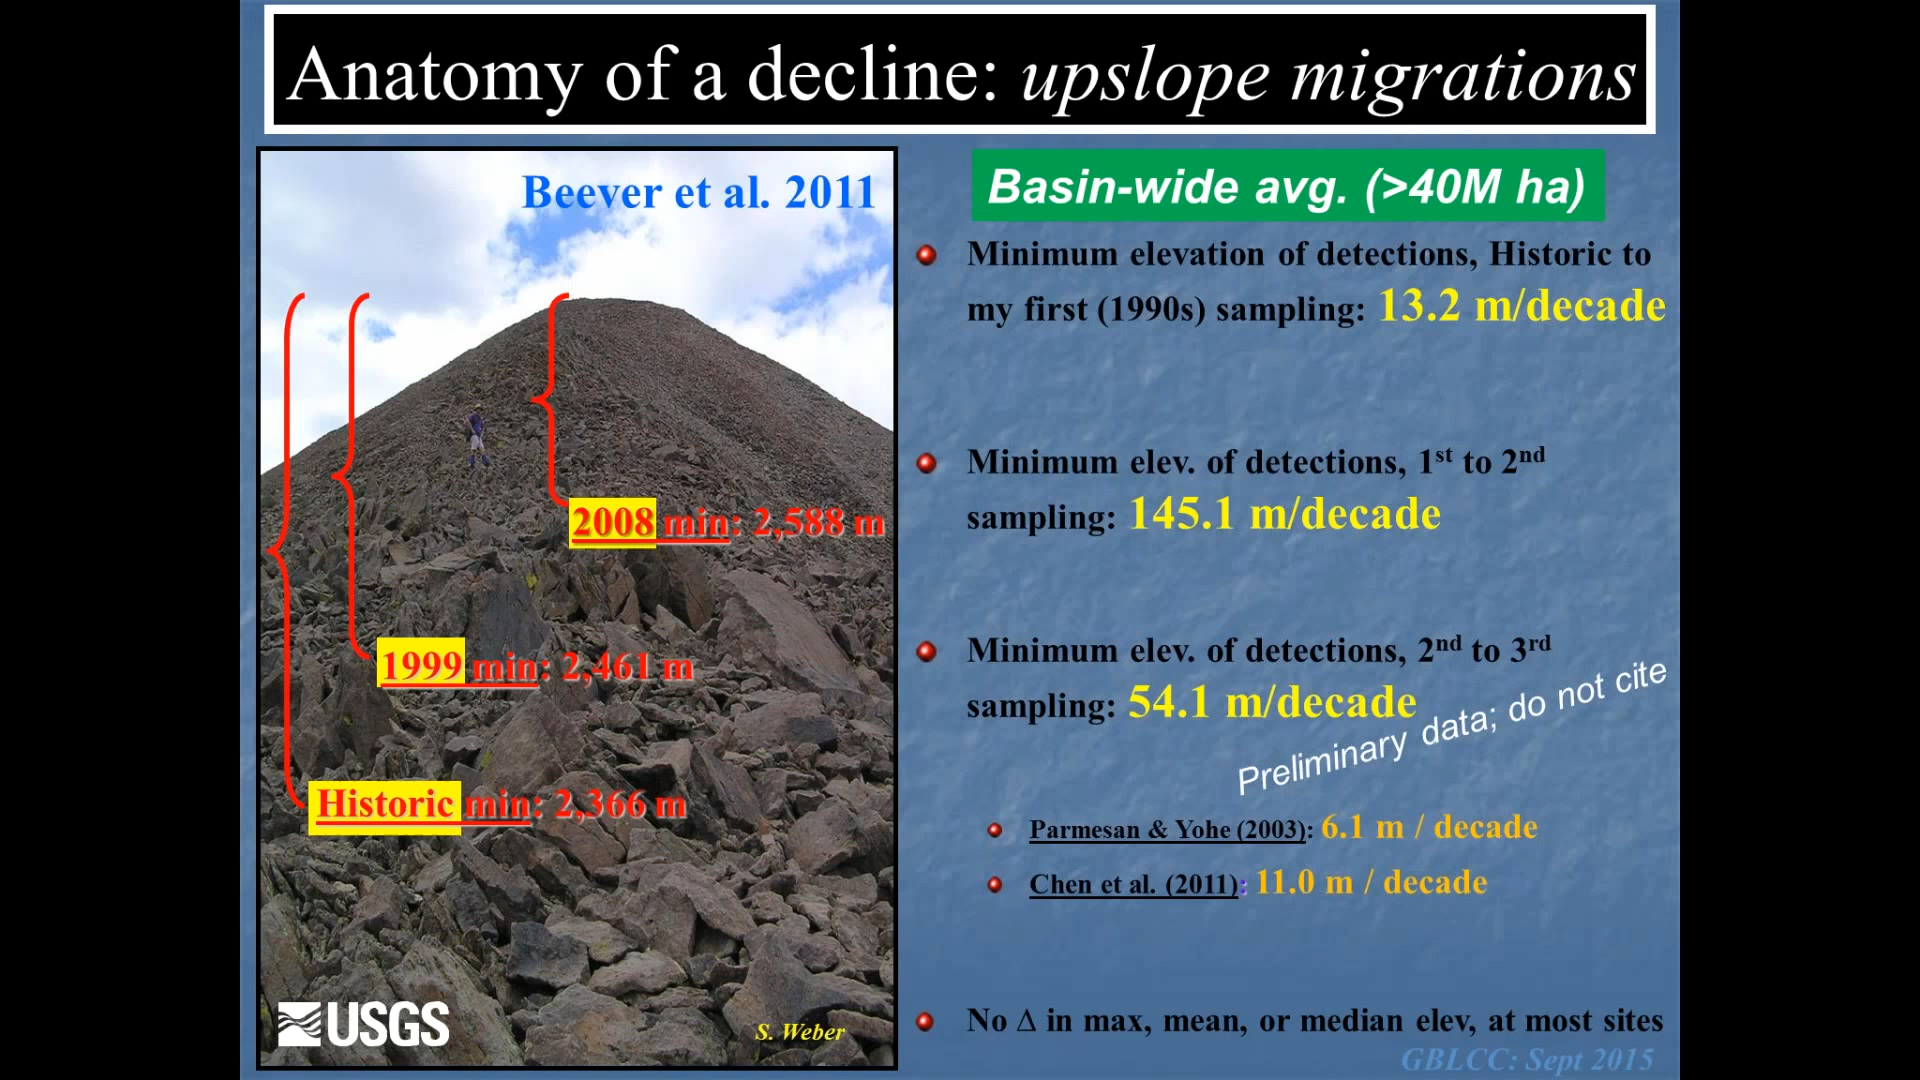 Anatomy of a decline: upslope migrations
Beever et al. 2011
2008 min: 2,588 m
1999 min: 2,461 m
Historic min: 2,366 m
USGS
S. Weber
Basin-wide avg. (>40M ha)
Minimum elevation of detections, Historic to
my first (1990s) sampling: 13.2 m/decade
Minimum elev. of detections, 1st to 2nd
sampling: 145.1 m/decade
Minimum elev. of detections, 2nd to 3rd
sampling: 54.1 m/decade
Preliminary data; do not cite
Parmesan & Yohe (2003): 6.1 m / decade
Chen et al. (2011): 11.0 m / decade
No Δ in max, mean, or median elev, at most sites
GBLCC: Sept 2015